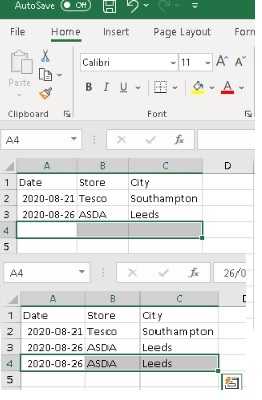 AutoSave Off
File Home Insert Page Layout Forn
Paste
Calibri 11 A A
B I U A
Clipboard Font
A4 fx
A B C D
1 Date Store City
2 2020-08-21 Tesco Southampton
3 2020-08-26 ASDA Leeds
4
5
A4 fx 26/0
A B C
1 Date Store City
2 2020-08-21 Tesco Southampton
3 2020-08-26 ASDA Leeds
4 2020-08-26 ASDA Leeds
5